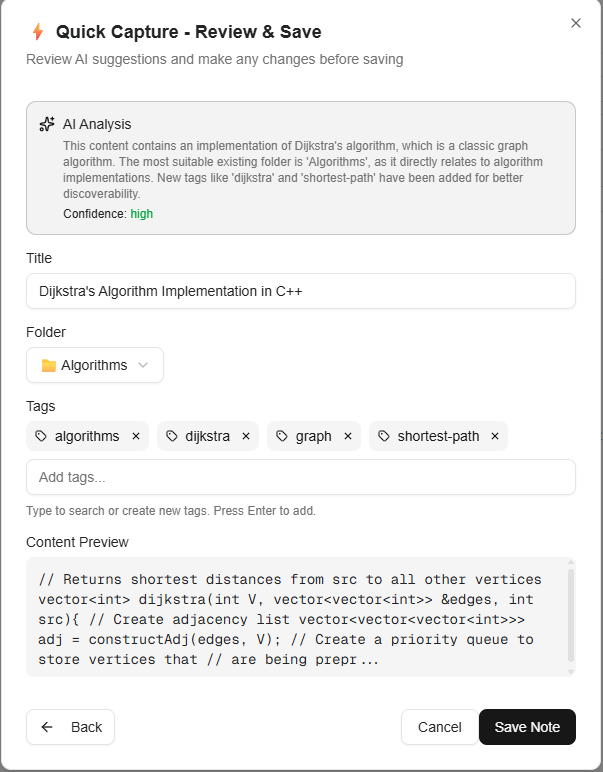 Quick Capture - Review & Save
Review AI suggestions and make any changes before saving
AI Analysis
This content contains an implementation of Dijkstra's algorithm, which is a classic graph
algorithm. The most suitable existing folder is 'Algorithms', as it directly relates to algorithm
implementations. New tags like 'dijkstra' and 'shortest-path' have been added for better
discoverability.
Confidence: high
Title
Dijkstra's Algorithm Implementation in C++
Folder
Algorithms
Tags
algorithms × dijkstra × graph × shortest-path ×
Add tags...
Type to search or create new tags. Press Enter to add.
Content Preview
// Returns shortest distances from src to all other vertices
vector<int> dijkstra(int V, vector<vector<int>> &edges, int
src){ // Create adjacency list vector<vector<vector<int>>>
adj = constructAdj(edges, V); // Create a priority queue to
store vertices that // are being prepr...
Back Cancel Save Note